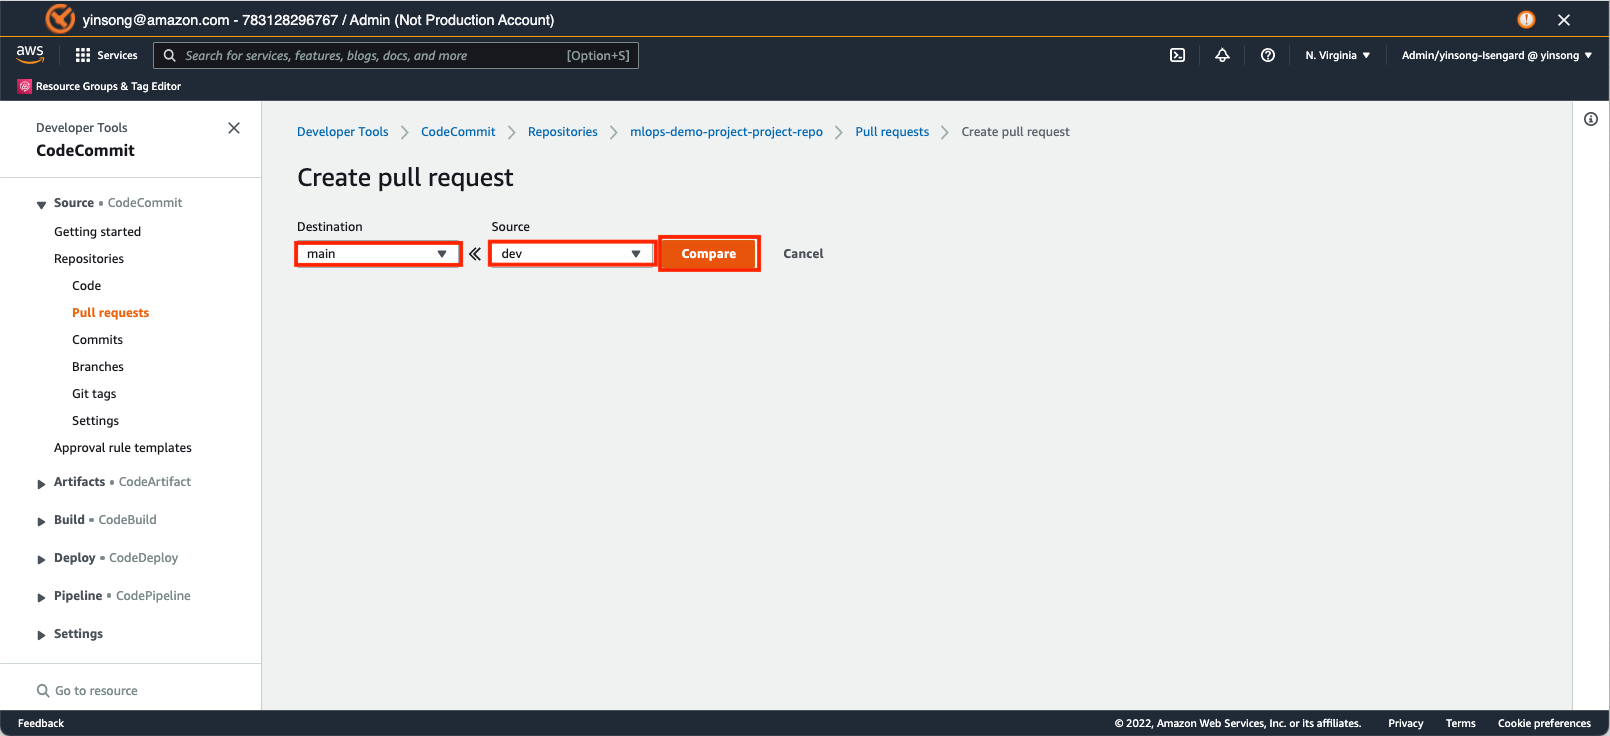 yinsong@amazon.com - 783128296767 / Admin (Not Production Account)
aws
Services
Search for services, features, blogs, docs, and more
[Option+S]
N. Virginia
Admin/yinsong-Isengard @ yinsong
Resource Groups & Tag Editor
Developer Tools
CodeCommit
Source • CodeCommit
Getting started
Repositories
Code
Pull requests
Commits
Branches
Git tags
Settings
Approval rule templates
Artifacts • CodeArtifact
Build • CodeBuild
Deploy • CodeDeploy
Pipeline • CodePipeline
Settings
Go to resource
Developer Tools
CodeCommit
Repositories
mlops-demo-project-project-repo
Pull requests
Create pull request
Create pull request
Destination
Source
main
dev
Compare
Cancel
Feedback
© 2022, Amazon Web Services, Inc. or its affiliates.
Privacy
Terms
Cookie preferences